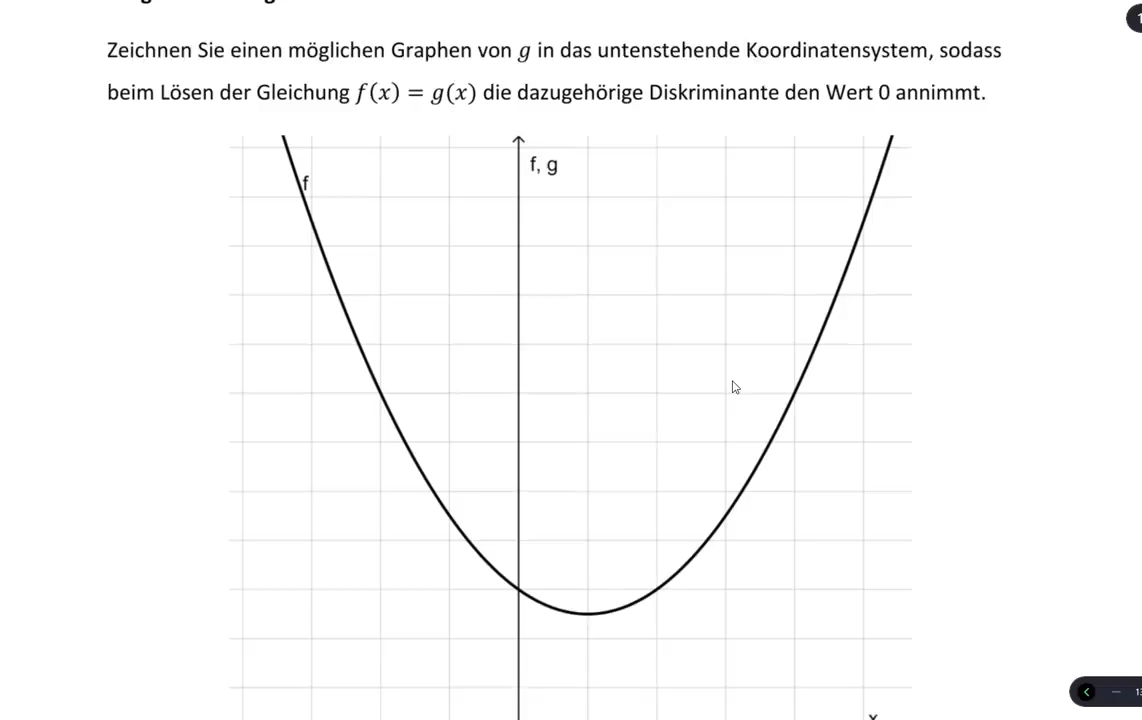 Zeichnen Sie einen möglichen Graphen von g in das untenstehende Koordinatensystem, sodass
beim Lösen der Gleichung f(x) = g(x) die dazugehörige Diskriminante den Wert 0 annimmt.
f, g
f
x